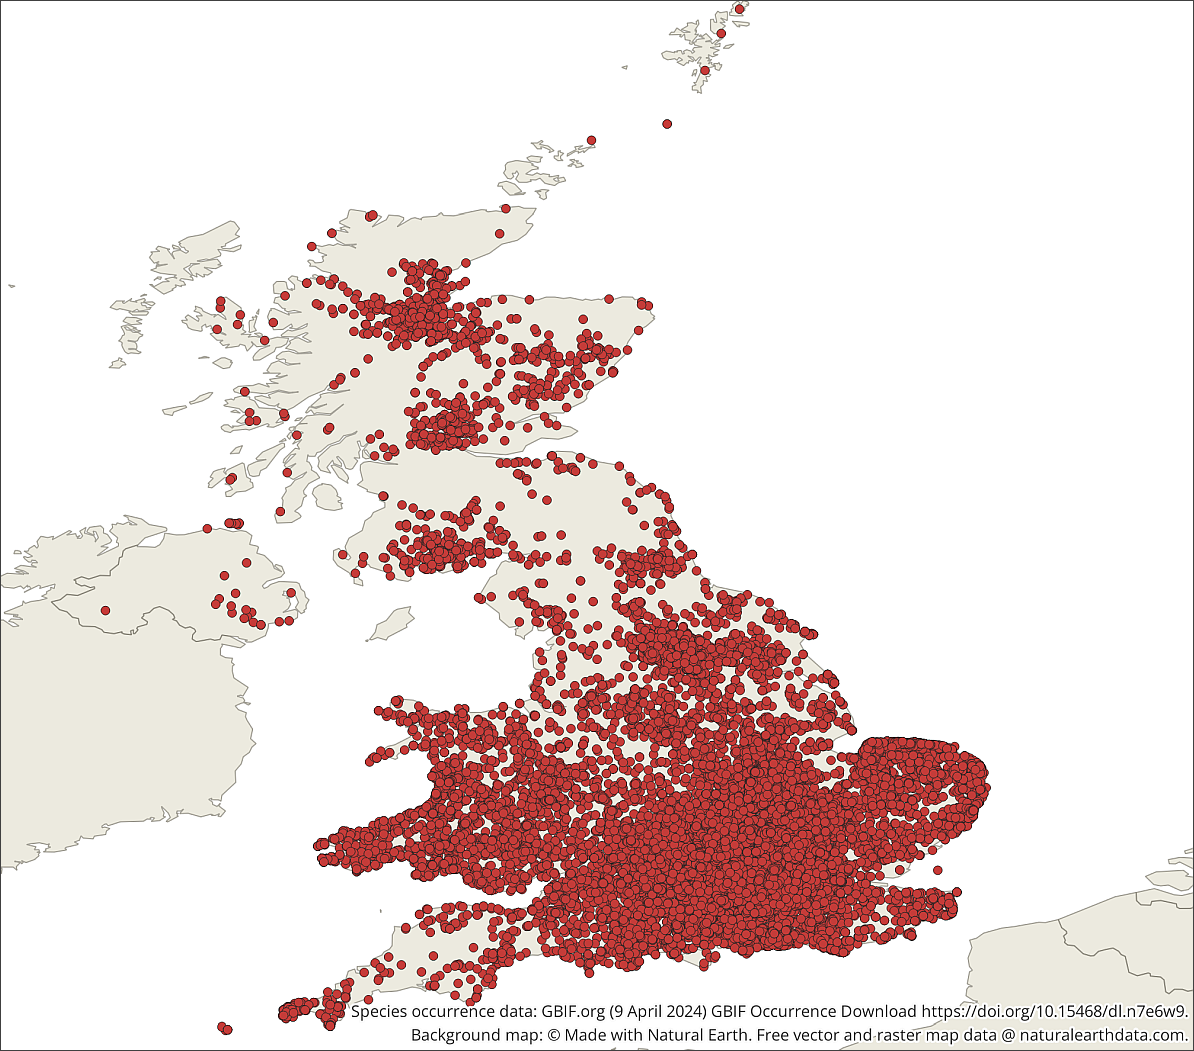 Species occurrence data: GBIF.org (9 April 2024) GBIF Occurrence Download https://doi.org/10.15468/dl.n7e6w9.
Background map: © Made with Natural Earth. Free vector and raster map data @ naturalearthdata.com.